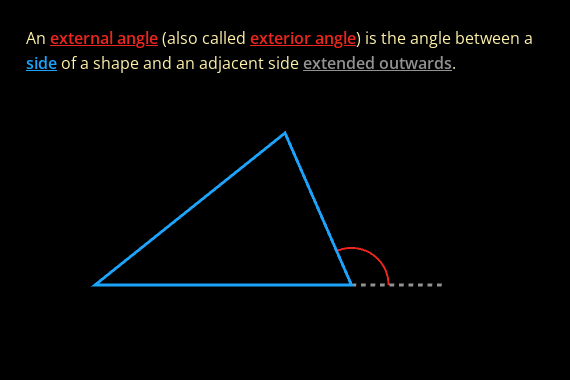 An external angle (also called exterior angle) is the angle between a
side of a shape and an adjacent side extended outwards.